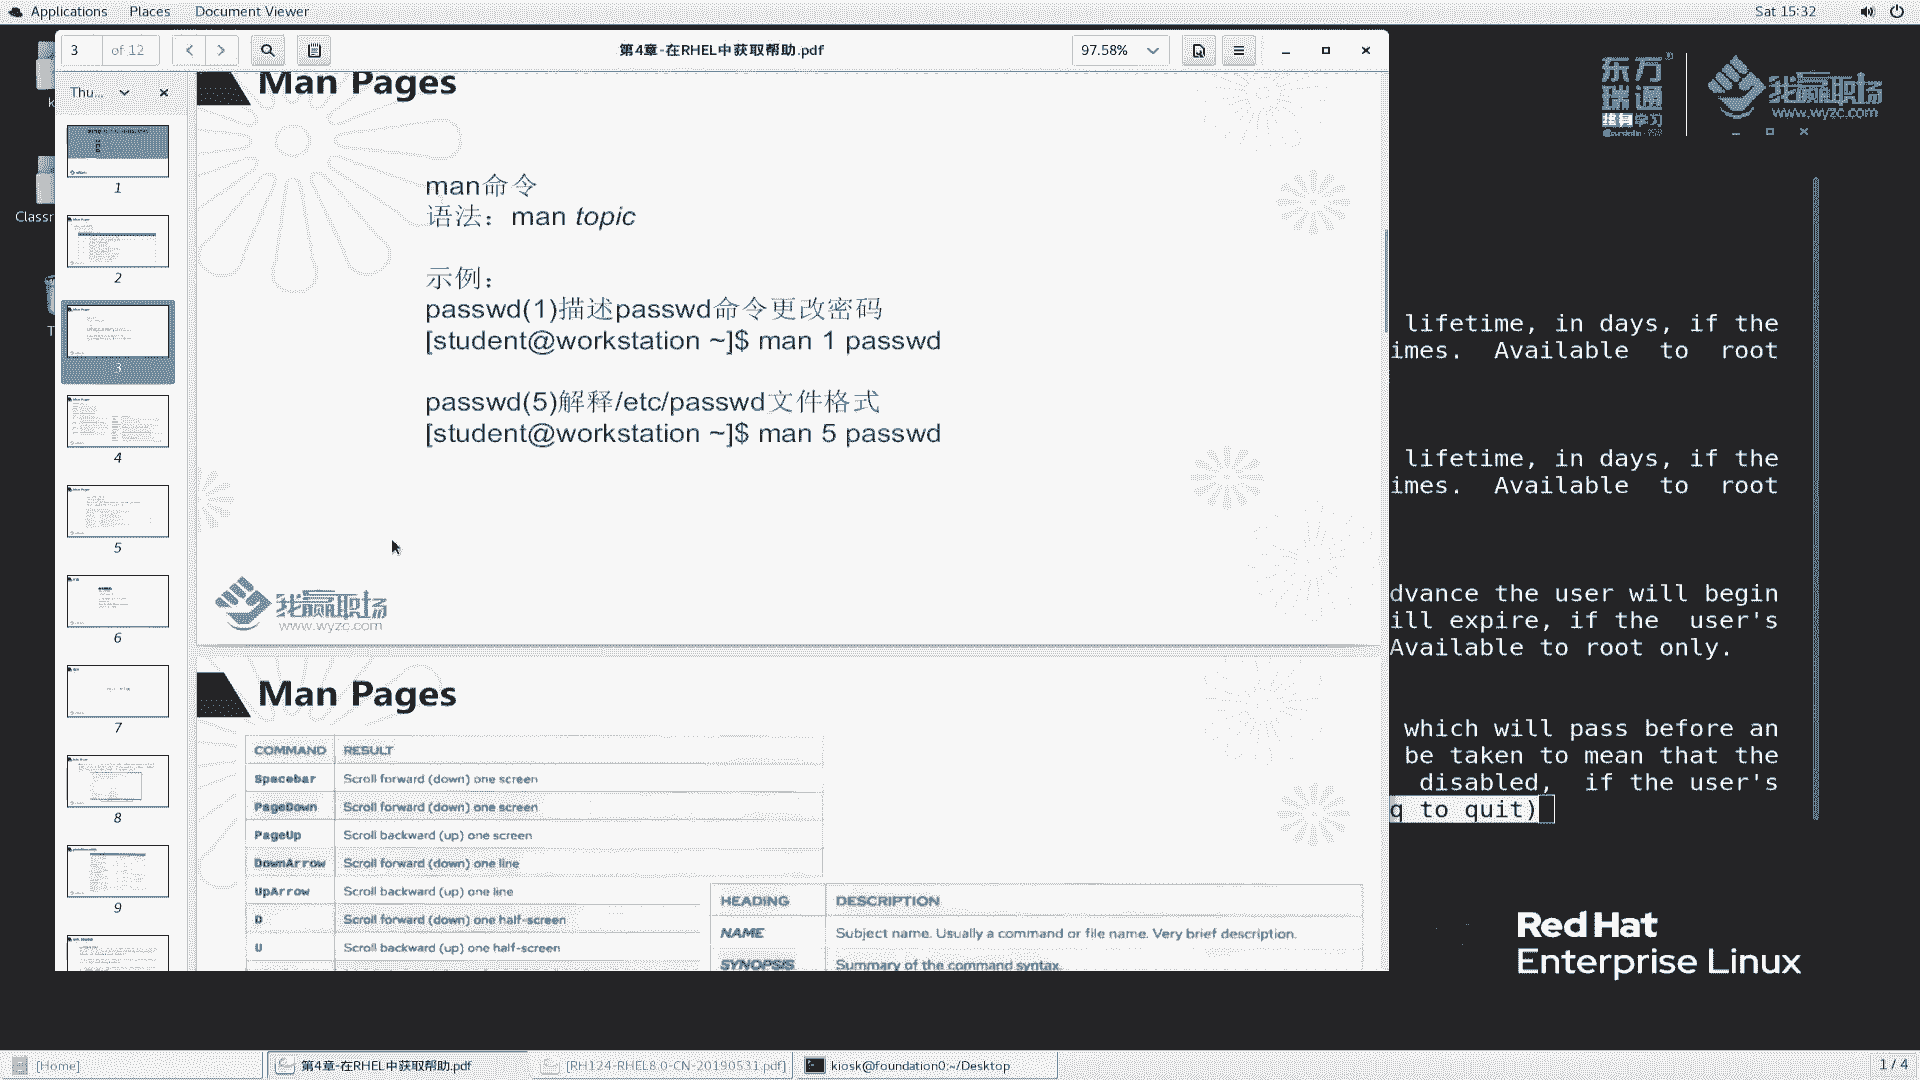 Applications Places Document Viewer
Sat 15:32
3 of 12
第4章-在RHEL中获取帮助.pdf
97.58%
Thu...
1
2
3
4
5
6
7
8
9
Classr
Man Pages
man命令
语法：man topic
示例：
passwd(1)描述passwd命令更改密码
[student@workstation ~]$ man 1 passwd
passwd(5)解释/etc/passwd文件格式
[student@workstation ~]$ man 5 passwd
我赢职场
www.wyzc.com
Man Pages
COMMAND RESULT
Spacebar Scroll forward (down) one screen
PageDown Scroll forward (down) one screen
PageUp Scroll backward (up) one screen
DownArrow Scroll forward (down) one line
UpArrow Scroll backward (up) one line
D Scroll forward (down) one half-screen
U Scroll backward (up) one half-screen
HEADING DESCRIPTION
NAME Subject name. Usually a command or file name. Very brief description.
SYNOPSIS Summary of the command syntax.
东方瑞通
终身学习
我赢职场
www.wyzc.com
lifetime, in days, if the
imes. Available to root
lifetime, in days, if the
imes. Available to root
dvance the user will begin
ill expire, if the user's
Available to root only.
which will pass before an
be taken to mean that the
disabled, if the user's
q to quit)
Red Hat
Enterprise Linux
[Home]
第4章-在RHEL中获取帮助.pdf
[RH124-RHEL8.0-CN-20190531.pdf]
kiosk@foundation0:~/Desktop
1 / 4